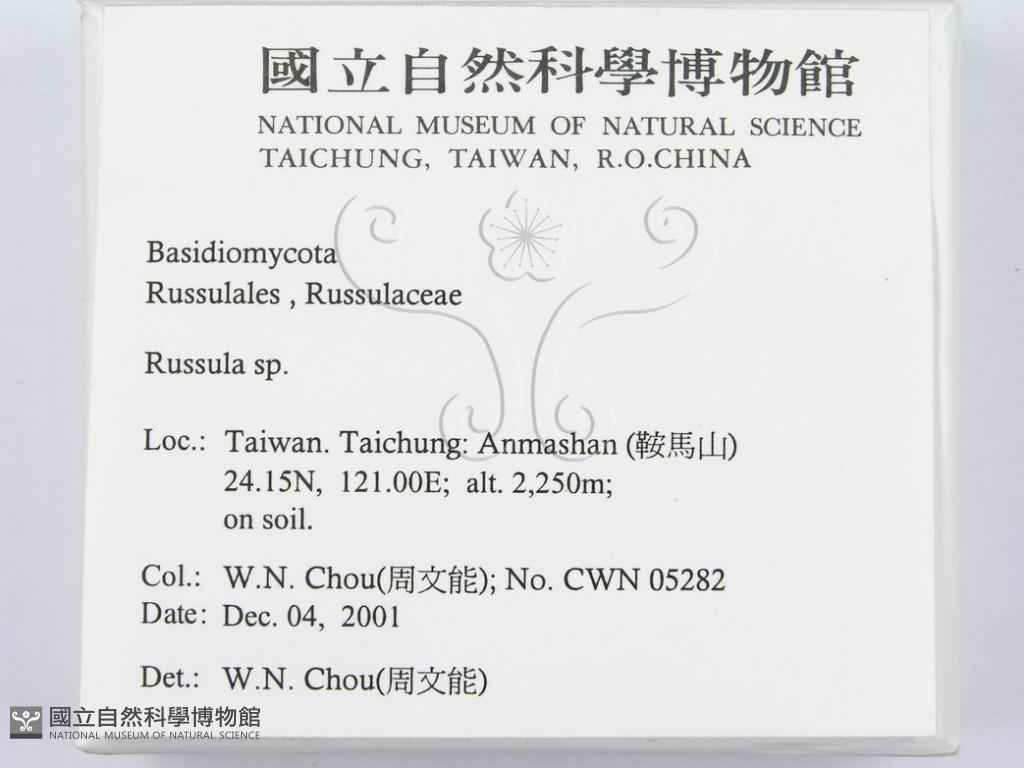 國立自然科學博物館
NATIONAL MUSEUM OF NATURAL SCIENCE
TAICHUNG, TAIWAN, R.O.CHINA
Basidiomycota
Russulales , Russulaceae
Russula sp.
Loc.: Taiwan. Taichung: Anmashan (鞍馬山)
24.15N, 121.00E; alt. 2,250m;
on soil.
Col.: W.N. Chou(周文能); No. CWN 05282
Date: Dec. 04, 2001
Det.: W.N. Chou(周文能)
國立自然科學博物館
NATIONAL MUSEUM OF NATURAL SCIENCE